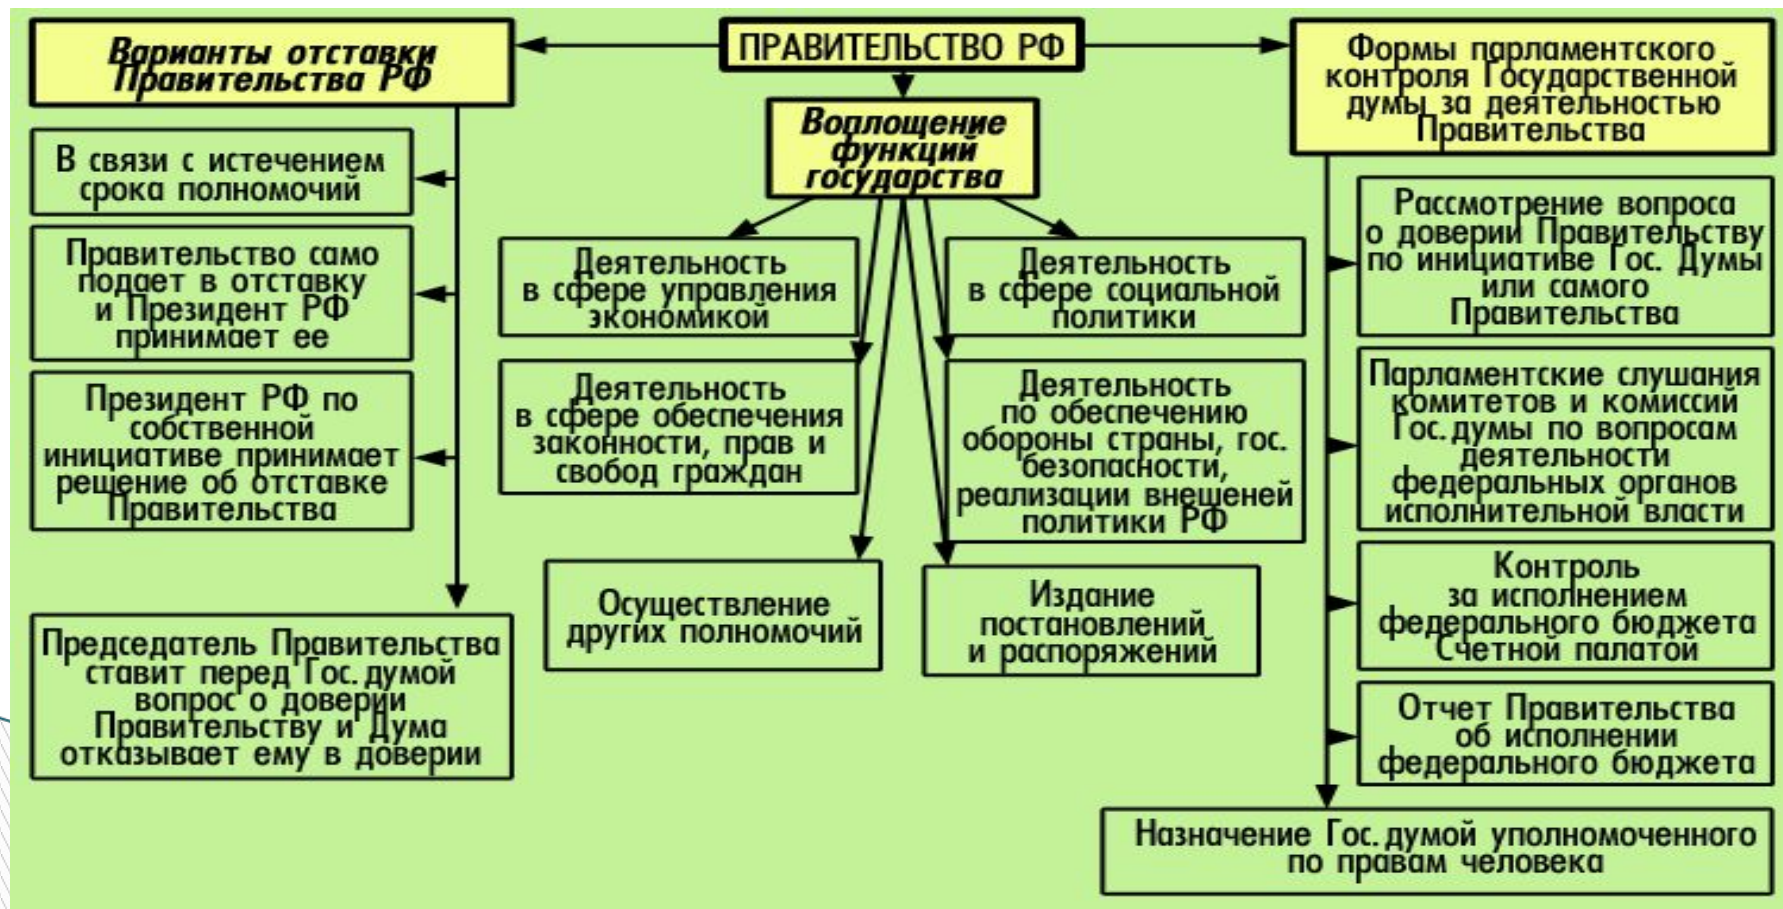 Варианты отставки
Правительства РФ
В связи с истечением
срока полномочий
Правительство само
подает в отставку
и Президент РФ
принимает ее
Президент РФ по
собственной
инициативе принимает
решение об отставке
Правительства
Председатель Правительства
ставит перед Гос. думой
вопрос о доверии
Правительству и Дума
отказывает ему в доверии
ПРАВИТЕЛЬСТВО РФ
Воплощение
функций
государства
Деятельность
в сфере управления
экономикой
Деятельность
в сфере социальной
политики
Деятельность
в сфере обеспечения
законности, прав и
свобод граждан
Деятельность
по обеспечению
обороны страны, гос.
безопасности,
реализации внешеней
политики РФ
Осуществление
других полномочий
Издание
постановлений
и распоряжений
Формы парламентского
контроля Государственной
думы за деятельностью
Правительства
Рассмотрение вопроса
о доверии Правительству
по инициативе Гос. Думы
или самого
Правительства
Парламентские слушания
комитетов и комиссий
Гос. думы по вопросам
деятельности
федеральных органов
исполнительной власти
Контроль
за исполнением
федерального бюджета
Счетной палатой
Отчет Правительства
об исполнении
федерального бюджета
Назначение Гос. думой уполномоченного
по правам человека